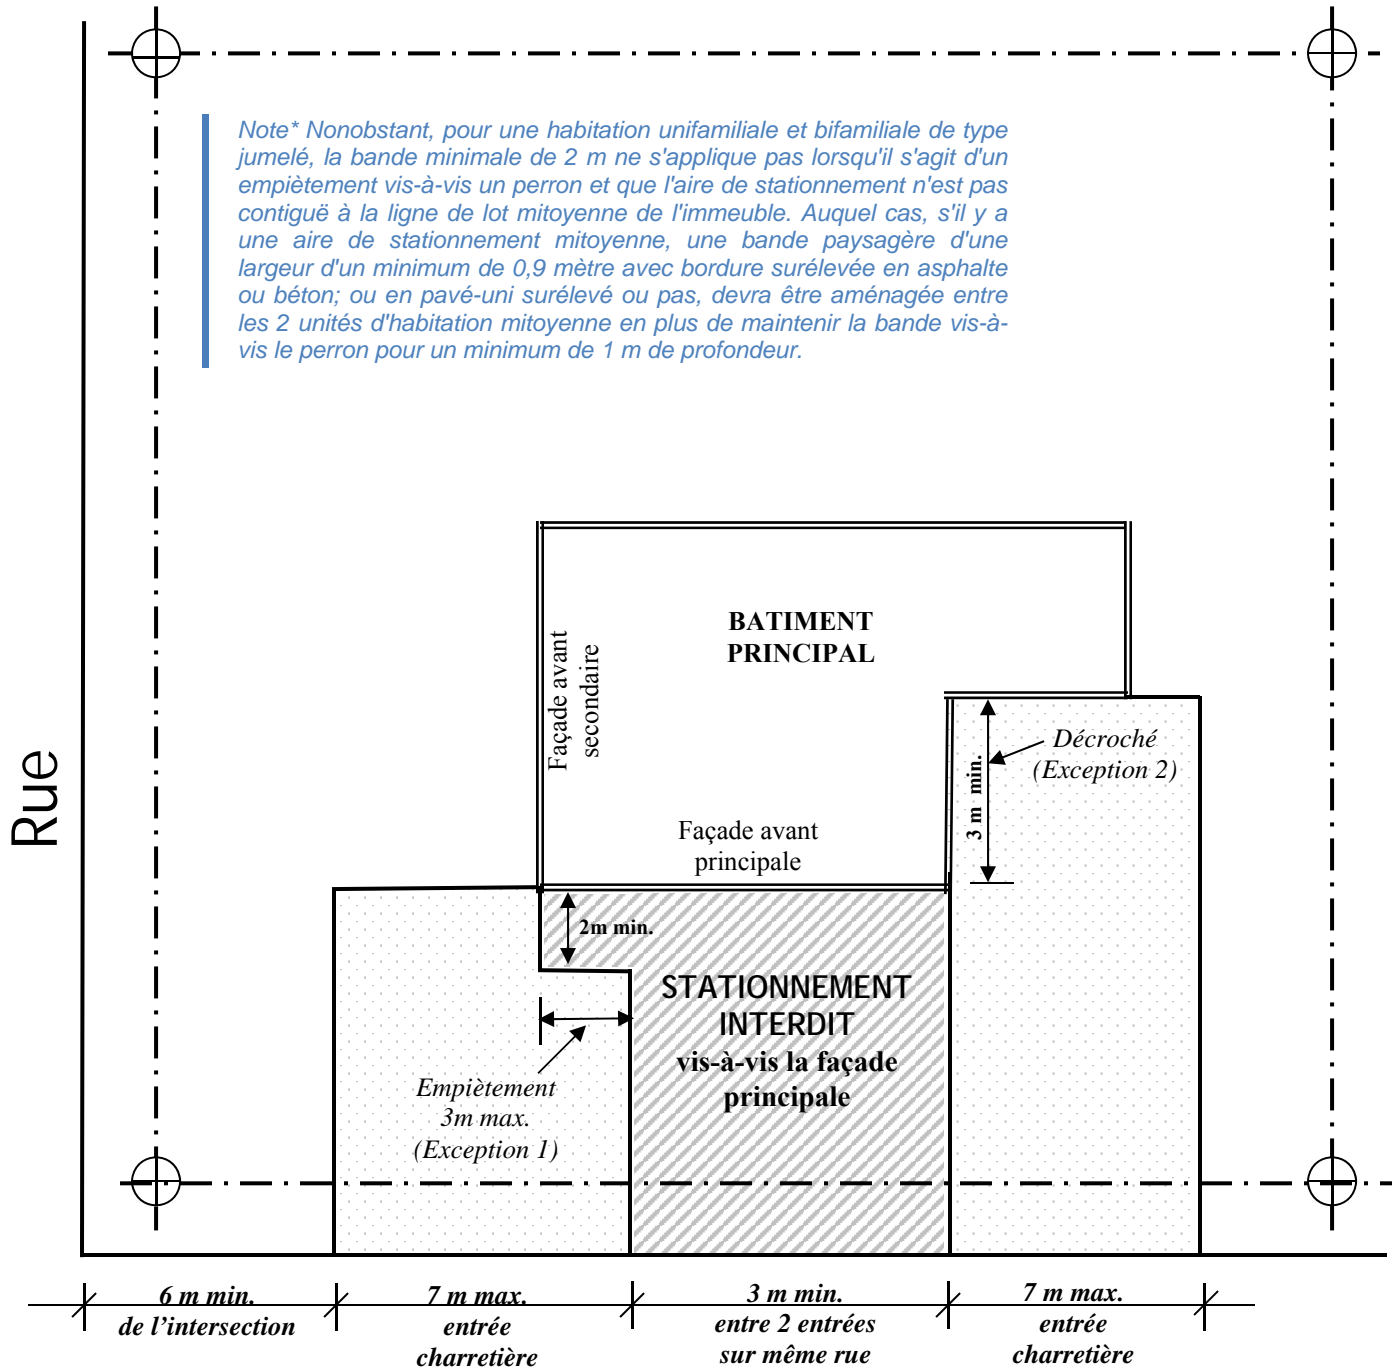 Note* Nonobstant, pour une habitation unifamiliale et bifamiliale de type
jumelé, la bande minimale de 2 m ne s'applique pas lorsqu'il s'agit d'un
empiètement vis-à-vis un perron et que l'aire de stationnement n'est pas
contiguë à la ligne de lot mitoyenne de l'immeuble. Auquel cas, s'il y a
une aire de stationnement mitoyenne, une bande paysagère d'une
largeur d'un minimum de 0,9 mètre avec bordure surélevée en asphalte
ou béton; ou en pavé-uni surélevé ou pas, devra être aménagée entre
les 2 unités d'habitation mitoyenne en plus de maintenir la bande vis-à-
vis le perron pour un minimum de 1 m de profondeur.
BATIMENT
PRINCIPAL
Façade avant
secondaire
Rue
Décroché
(Exception 2)
3 m min.
Façade avant
principale
2m min.
STATIONNEMENT
INTERDIT
vis-à-vis la façade
principale
Empiètement
3m max.
(Exception 1)
6 m min.
de l’intersection
7 m max.
entrée
charretière
3 m min.
entre 2 entrées
sur même rue
7 m max.
entrée
charretière